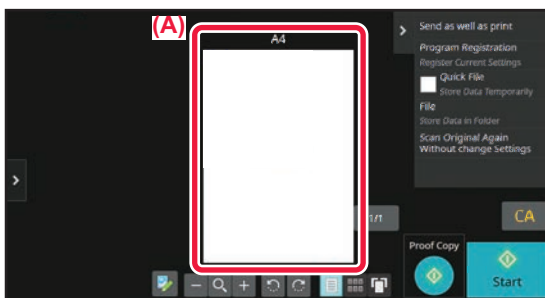 (A)
A4
Send as well as print
Program Registration
Register Current Settings
Quick File
Store Data Temporarily
File
Store Data in Folder
Scan Original Again
Without change Settings
1/1
CA
Proof Copy
Start